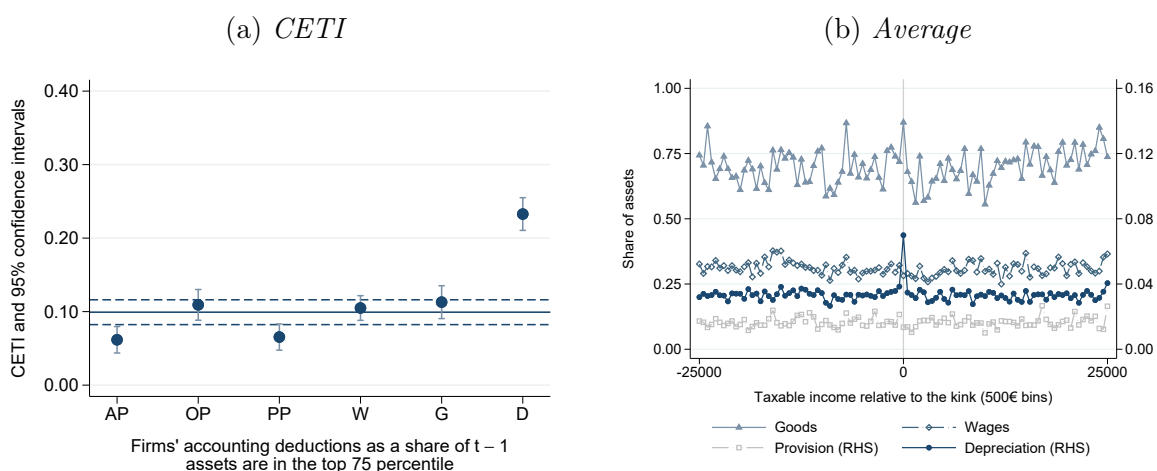 (a) CETI
CETI and 95% confidence intervals
0.40
0.30
0.20
0.10
0.00
AP OP PP W G D
Firms' accounting deductions as a share of t – 1
assets are in the top 75 percentile
(b) Average
Share of assets
1.00
0.75
0.50
0.25
0.00
0.16
0.12
0.08
0.04
0.00
-25000 0 25000
Taxable income relative to the kink (500€ bins)
Goods Wages
Provision (RHS) Depreciation (RHS)